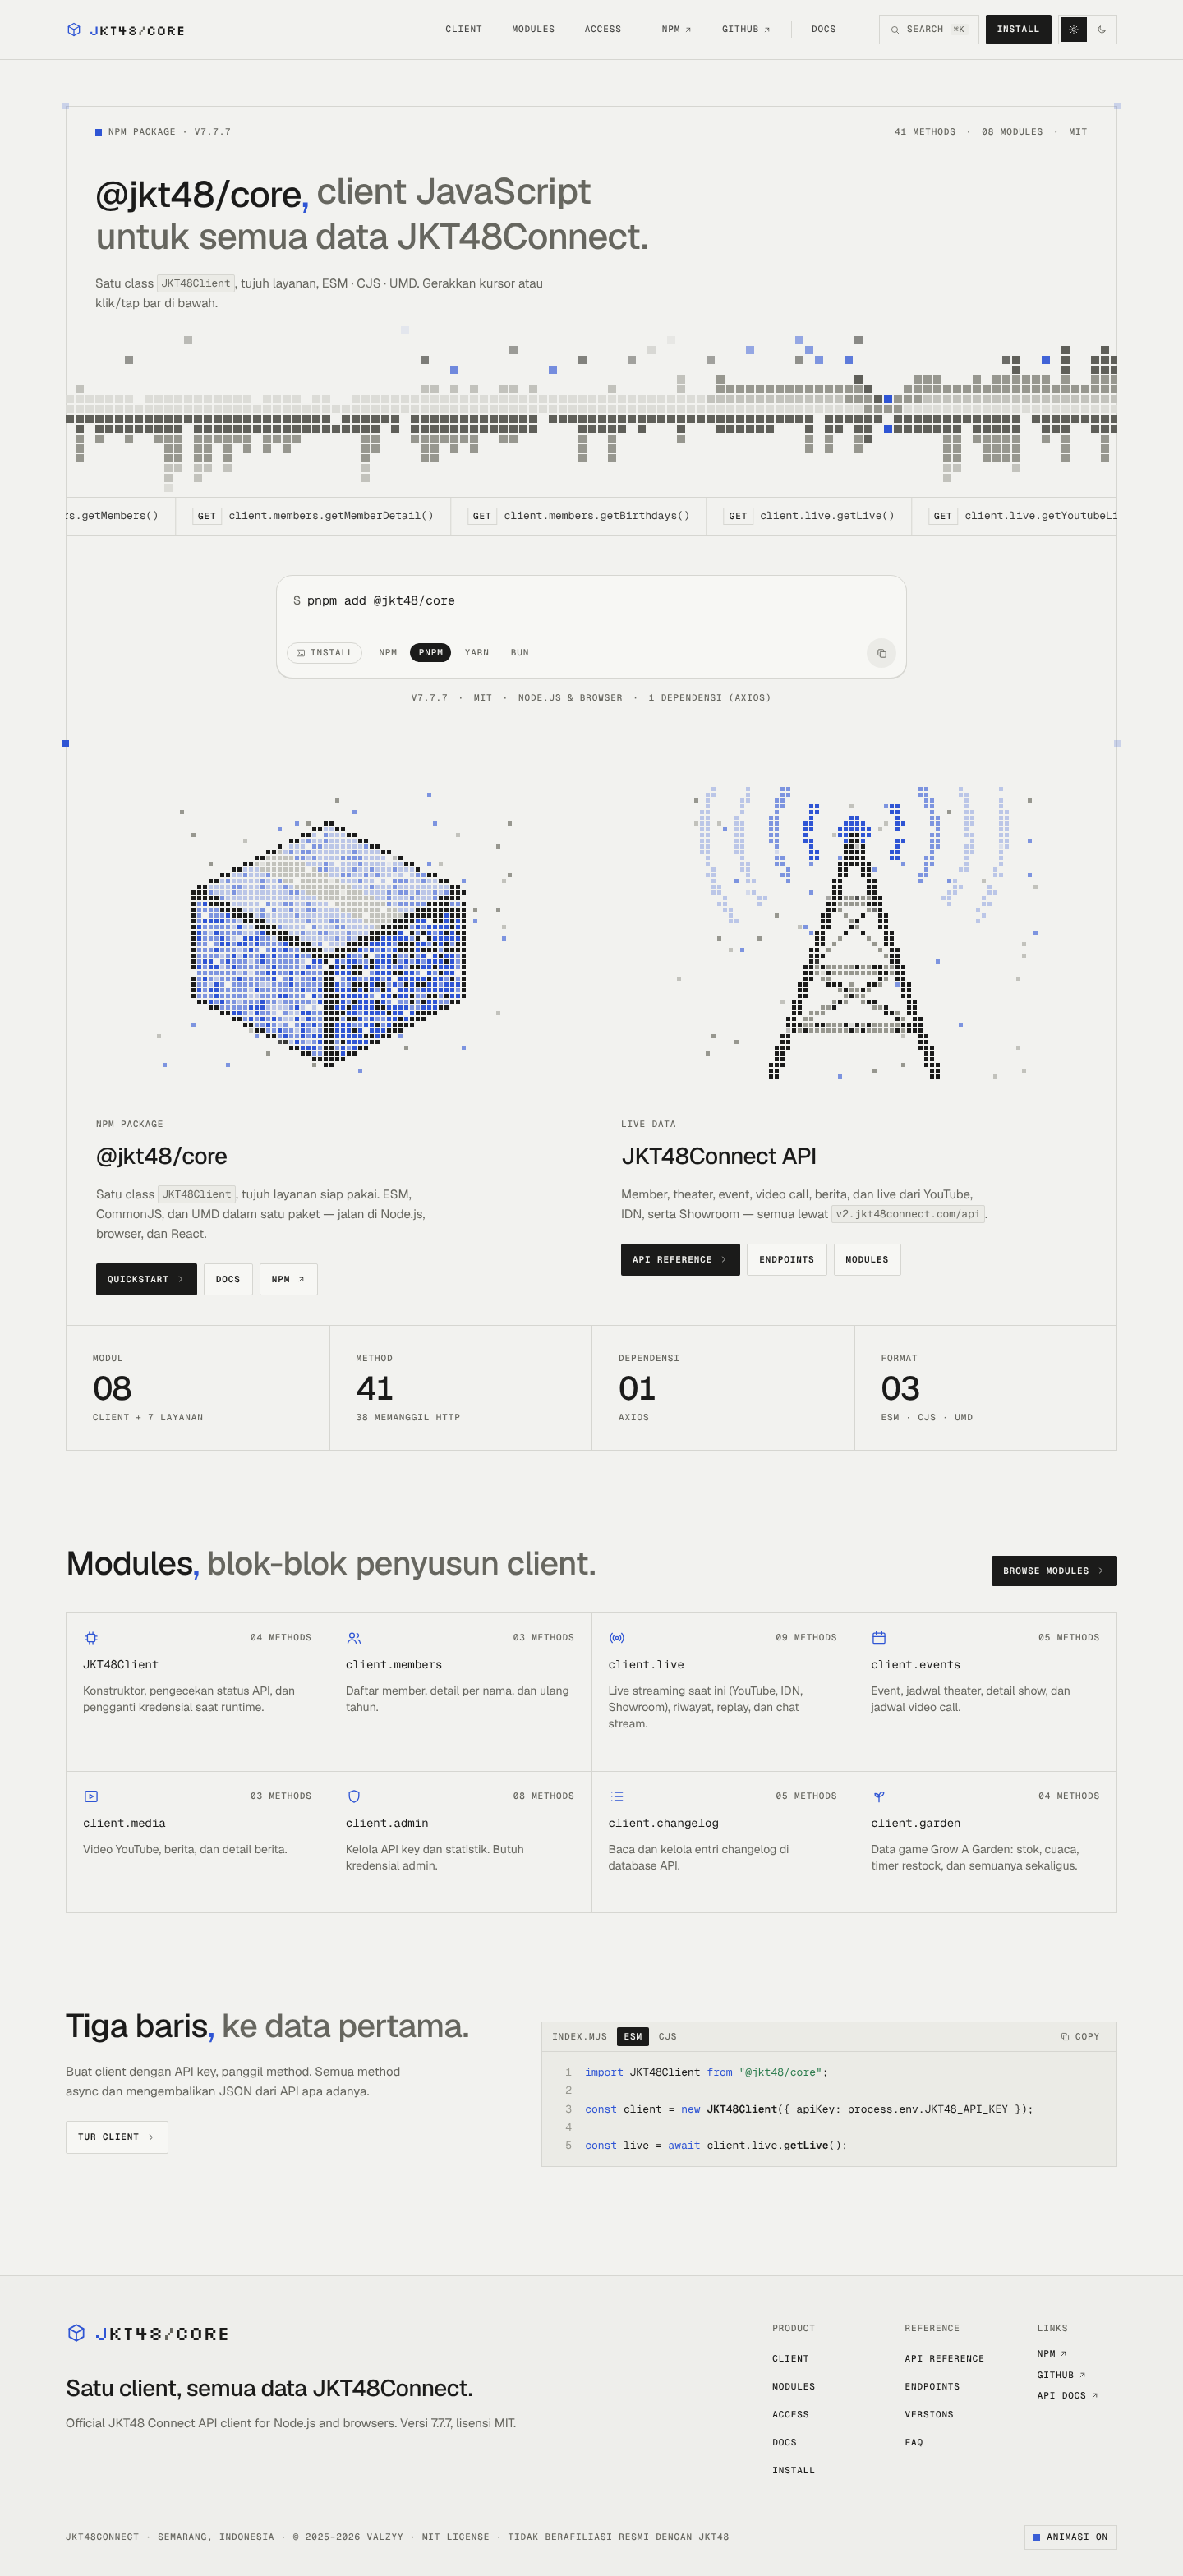 JKT48/CORE
CLIENT MODULES ACCESS NPM ↗ GITHUB ↗ DOCS SEARCH ⌘K INSTALL
NPM PACKAGE · V7.7.7
41 METHODS · 08 MODULES · MIT
@jkt48/core, client JavaScript
untuk semua data JKT48Connect.
Satu class JKT48Client, tujuh layanan, ESM · CJS · UMD. Gerakkan kursor atau
klik/tap bar di bawah.
rs.getMembers() GET client.members.getMemberDetail() GET client.members.getBirthdays() GET client.live.getLive() GET client.live.getYoutubeLi
$ pnpm add @jkt48/core
INSTALL NPM PNPM YARN BUN
V7.7.7 · MIT · NODE.JS & BROWSER · 1 DEPENDENSI (AXIOS)
NPM PACKAGE
@jkt48/core
Satu class JKT48Client, tujuh layanan siap pakai. ESM,
CommonJS, dan UMD dalam satu paket — jalan di Node.js,
browser, dan React.
QUICKSTART > DOCS NPM ↗
LIVE DATA
JKT48Connect API
Member, theater, event, video call, berita, dan live dari YouTube,
IDN, serta Showroom — semua lewat v2.jkt48connect.com/api.
API REFERENCE > ENDPOINTS MODULES
MODUL
08
CLIENT + 7 LAYANAN
METHOD
41
38 MEMANGGIL HTTP
DEPENDENSI
01
AXIOS
FORMAT
03
ESM · CJS · UMD
Modules, blok-blok penyusun client.
BROWSE MODULES >
04 METHODS
JKT48Client
Konstruktor, pengecekan status API, dan
pengganti kredensial saat runtime.
03 METHODS
client.members
Daftar member, detail per nama, dan ulang
tahun.
09 METHODS
client.live
Live streaming saat ini (YouTube, IDN,
Showroom), riwayat, replay, dan chat
stream.
05 METHODS
client.events
Event, jadwal theater, detail show, dan
jadwal video call.
03 METHODS
client.media
Video YouTube, berita, dan detail berita.
08 METHODS
client.admin
Kelola API key dan statistik. Butuh
kredensial admin.
05 METHODS
client.changelog
Baca dan kelola entri changelog di
database API.
04 METHODS
client.garden
Data game Grow A Garden: stok, cuaca,
timer restock, dan semuanya sekaligus.
Tiga baris, ke data pertama.
Buat client dengan API key, panggil method. Semua method
async dan mengembalikan JSON dari API apa adanya.
TUR CLIENT >
INDEX.MJS ESM CJS COPY
1 import JKT48Client from "@jkt48/core";
2
3 const client = new JKT48Client({ apiKey: process.env.JKT48_API_KEY });
4
5 const live = await client.live.getLive();
JKT48/CORE
Satu client, semua data JKT48Connect.
Official JKT48 Connect API client for Node.js and browsers. Versi 7.7.7, lisensi MIT.
PRODUCT
CLIENT
MODULES
ACCESS
DOCS
INSTALL
REFERENCE
API REFERENCE
ENDPOINTS
VERSIONS
FAQ
LINKS
NPM ↗
GITHUB ↗
API DOCS ↗
JKT48CONNECT · SEMARANG, INDONESIA · © 2025-2026 VALZYY · MIT LICENSE · TIDAK BERAFILIASI RESMI DENGAN JKT48
ANIMASI ON